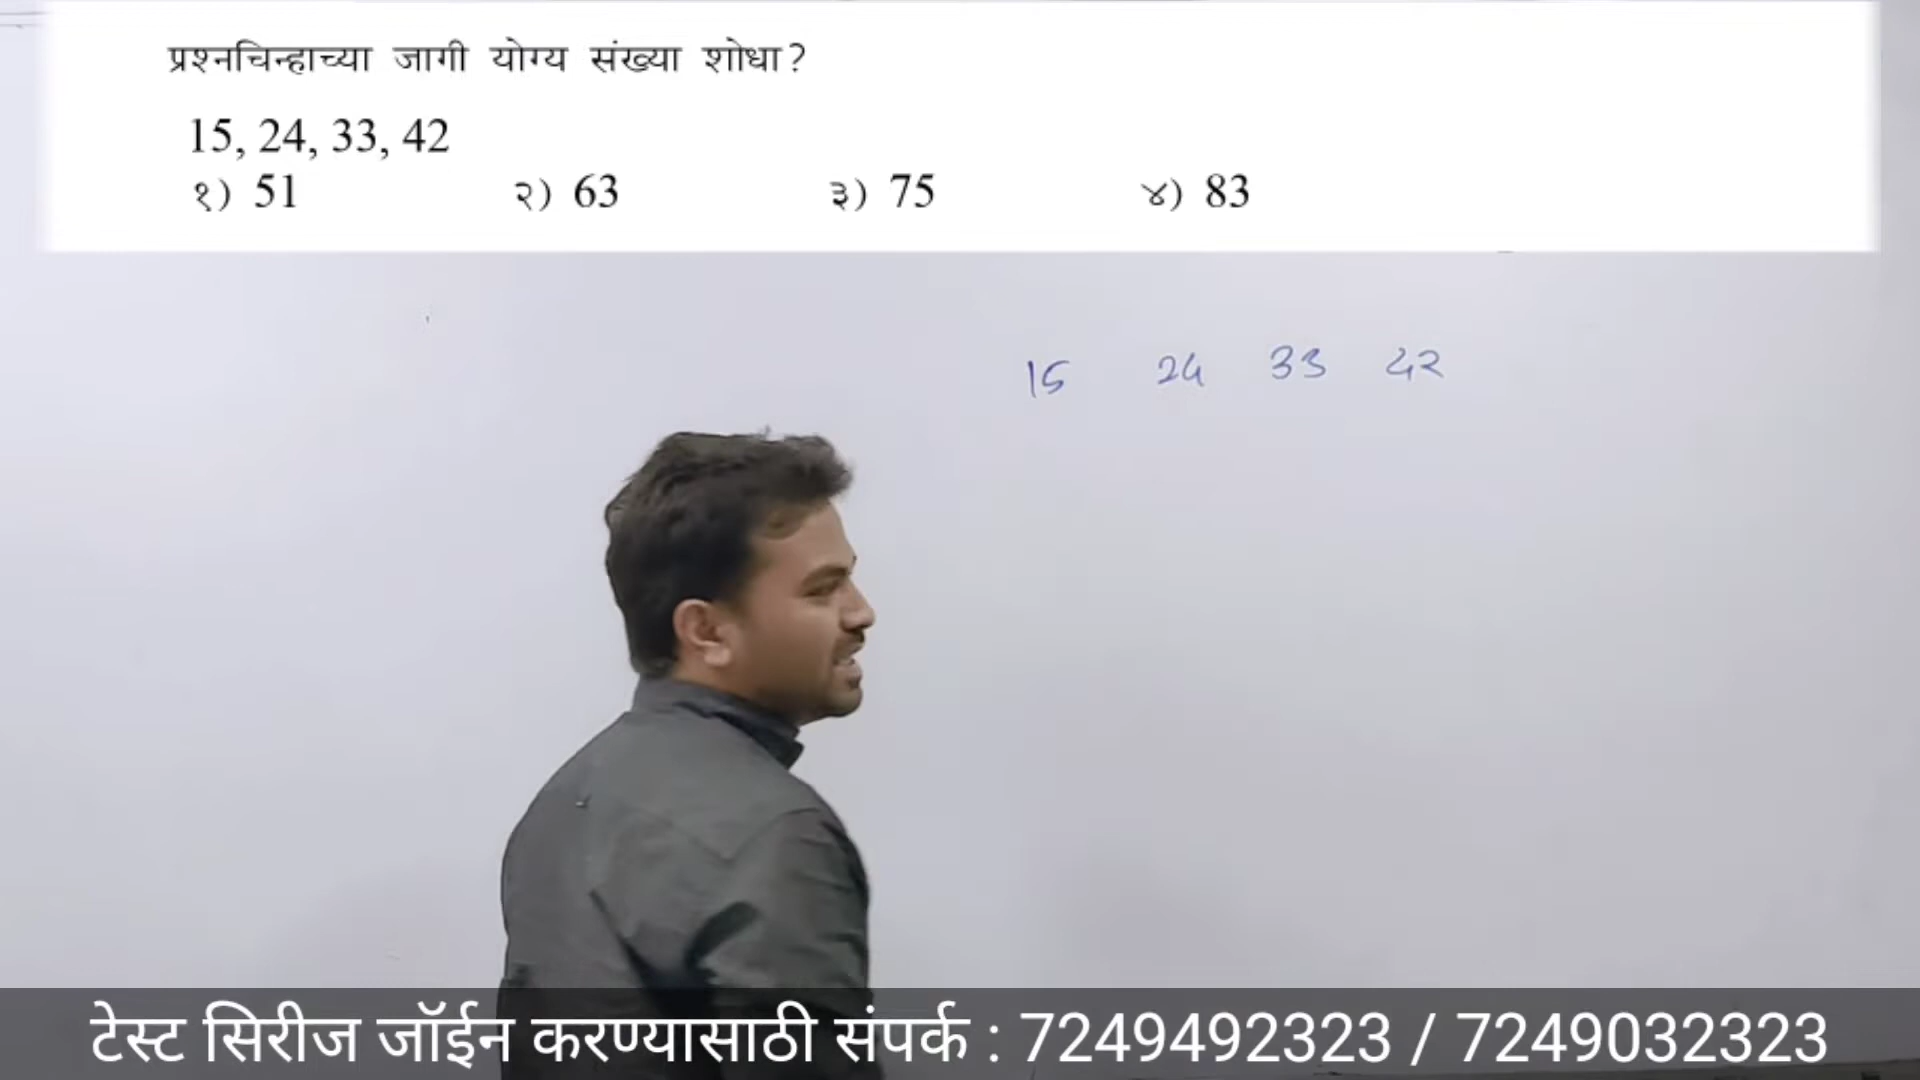 प्रश्नचिन्हाच्या जागी योग्य संख्या शोधा?
15, 24, 33, 42
१) 51 २) 63 ३) 75 ४) 83
15 24 33 42
टेस्ट सिरीज जॉईन करण्यासाठी संपर्क : 7249492323 / 7249032323